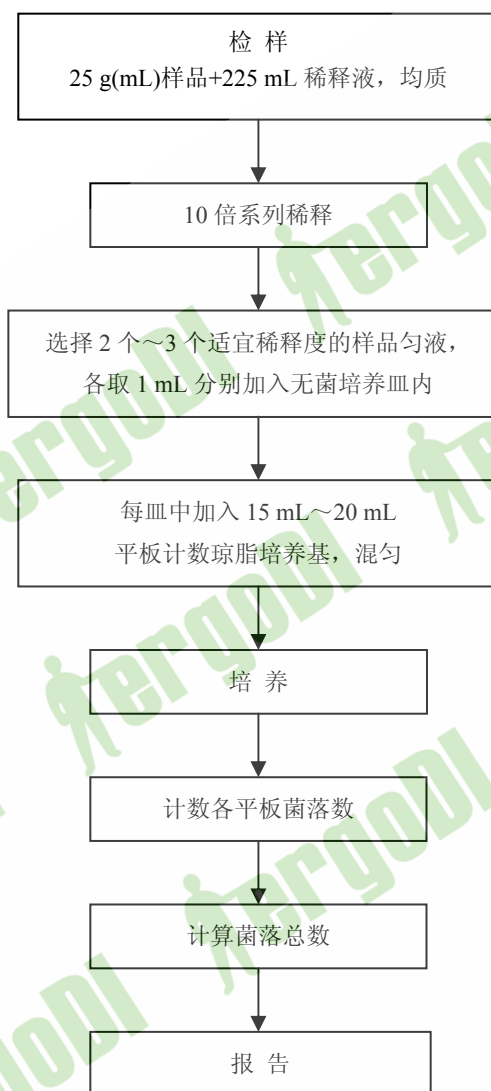 检 样
25 g(mL)样品+225 mL 稀释液，均质
10 倍系列稀释
选择 2 个～3 个适宜稀释度的样品匀液，
各取 1 mL 分别加入无菌培养皿内
每皿中加入 15 mL～20 mL
平板计数琼脂培养基，混匀
培 养
计数各平板菌落数
计算菌落总数
报 告
TergoDI
TergoDI
TergoDI
TergoDI